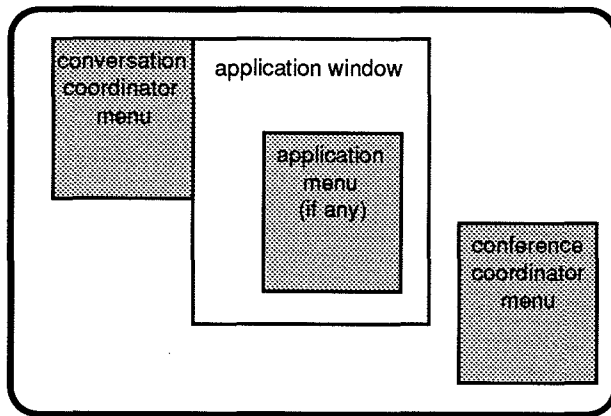 conversation
coordinator
menu
application window
application
menu
(if any)
conference
coordinator
menu